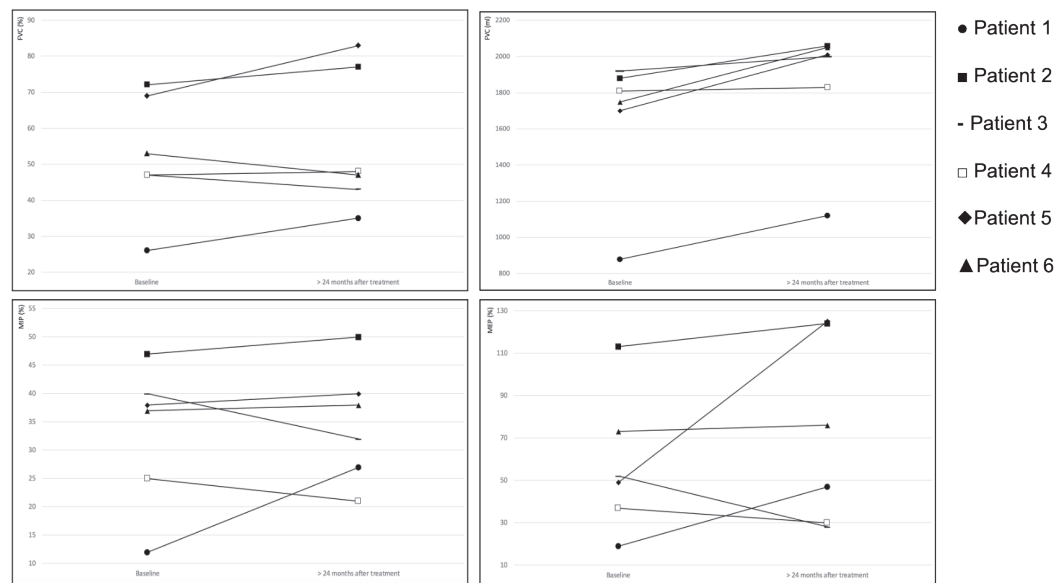 FVC (%)
90
80
70
60
50
40
30
20
Baseline
> 24 months after treatment
FVC (ml)
2200
2000
1800
1600
1400
1200
1000
800
Baseline
> 24 months after treatment
Patient 1
Patient 2
Patient 3
Patient 4
Patient 5
Patient 6
MIP (%)
55
50
45
40
35
30
25
20
15
10
Baseline
> 24 months after treatment
MEP (%)
130
110
90
70
50
30
10
Baseline
> 24 months after treatment